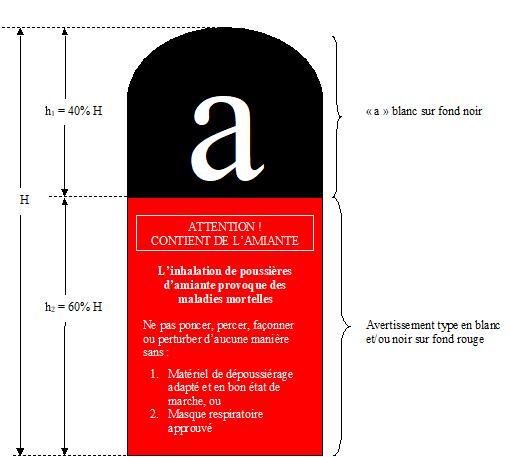 h₁ = 40% H
« a » blanc sur fond noir
a
H
ATTENTION !
CONTIENT DE L’AMIANTE
L’inhalation de poussières
d’amiante provoque des
maladies mortelles
h₂ = 60% H
Ne pas poncer, percer, façonner
ou perturber d’aucune manière
sans :
Avertissement type en blanc
et/ou noir sur fond rouge
1. Matériel de dépoussiérage
adapté et en bon état de
marche, ou
2. Masque respiratoire
approuvé